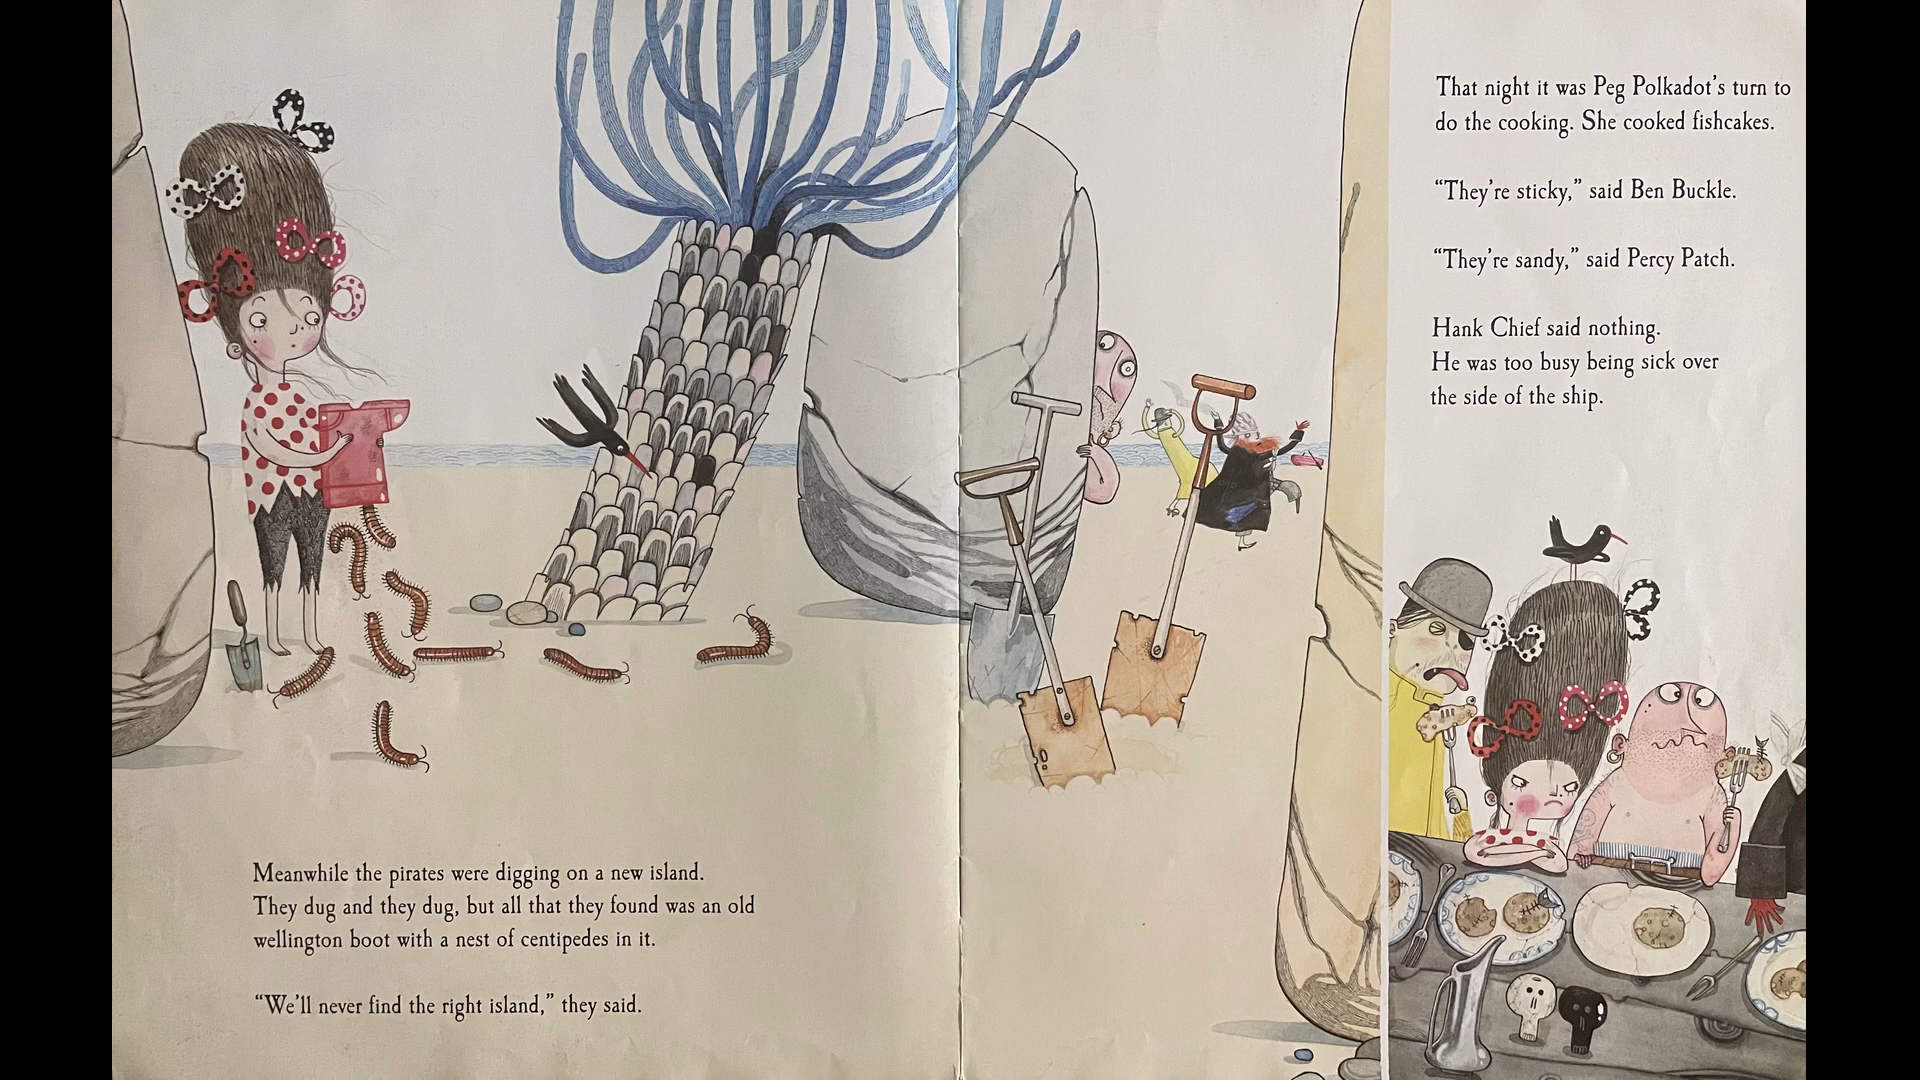 Meanwhile the pirates were digging on a new island.
They dug and they dug, but all that they found was an old
wellington boot with a nest of centipedes in it.
“We’ll never find the right island,” they said.
That night it was Peg Polkadot’s turn to
do the cooking. She cooked fishcakes.
“They’re sticky,” said Ben Buckle.
“They’re sandy,” said Percy Patch.
Hank Chief said nothing.
He was too busy being sick over
the side of the ship.